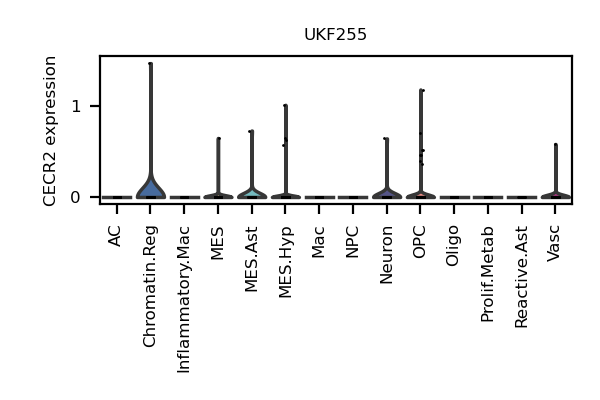 UKF255
CECR2 expression
1
0
AC
Chromatin.Reg
Inflammatory.Mac
MES
MES.Ast
MES.Hyp
Mac
NPC
Neuron
OPC
Oligo
Prolif.Metab
Reactive.Ast
Vasc